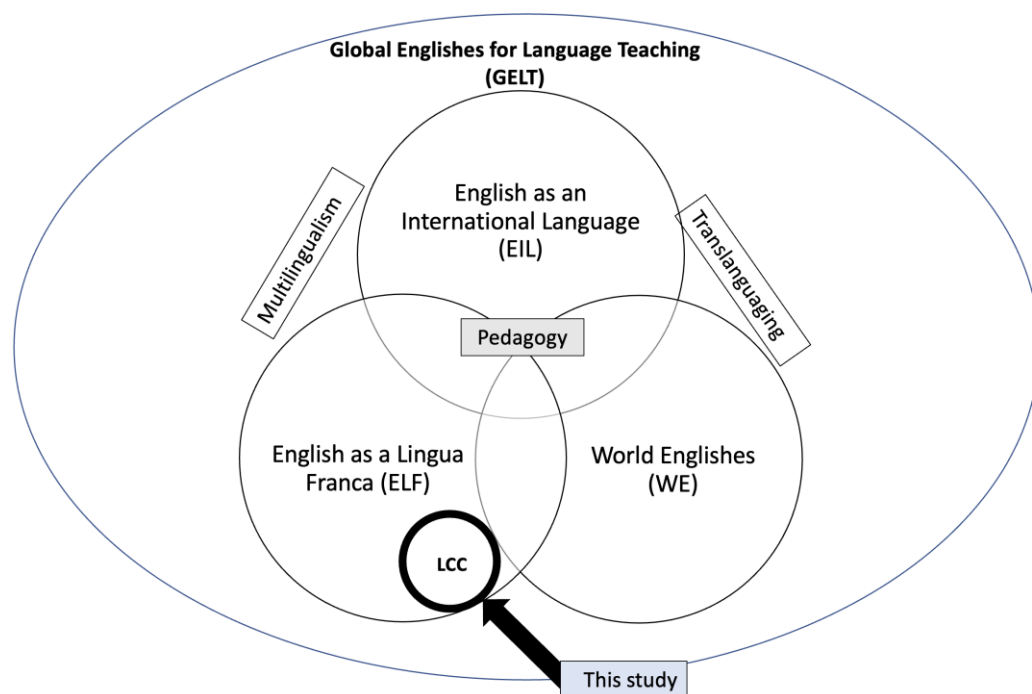 Global Englishes for Language Teaching
(GELT)
English as an
International Language
(EIL)
Multilingualism
Translanguaging
Pedagogy
English as a Lingua
Franca (ELF)
World Englishes
(WE)
LCC
This study